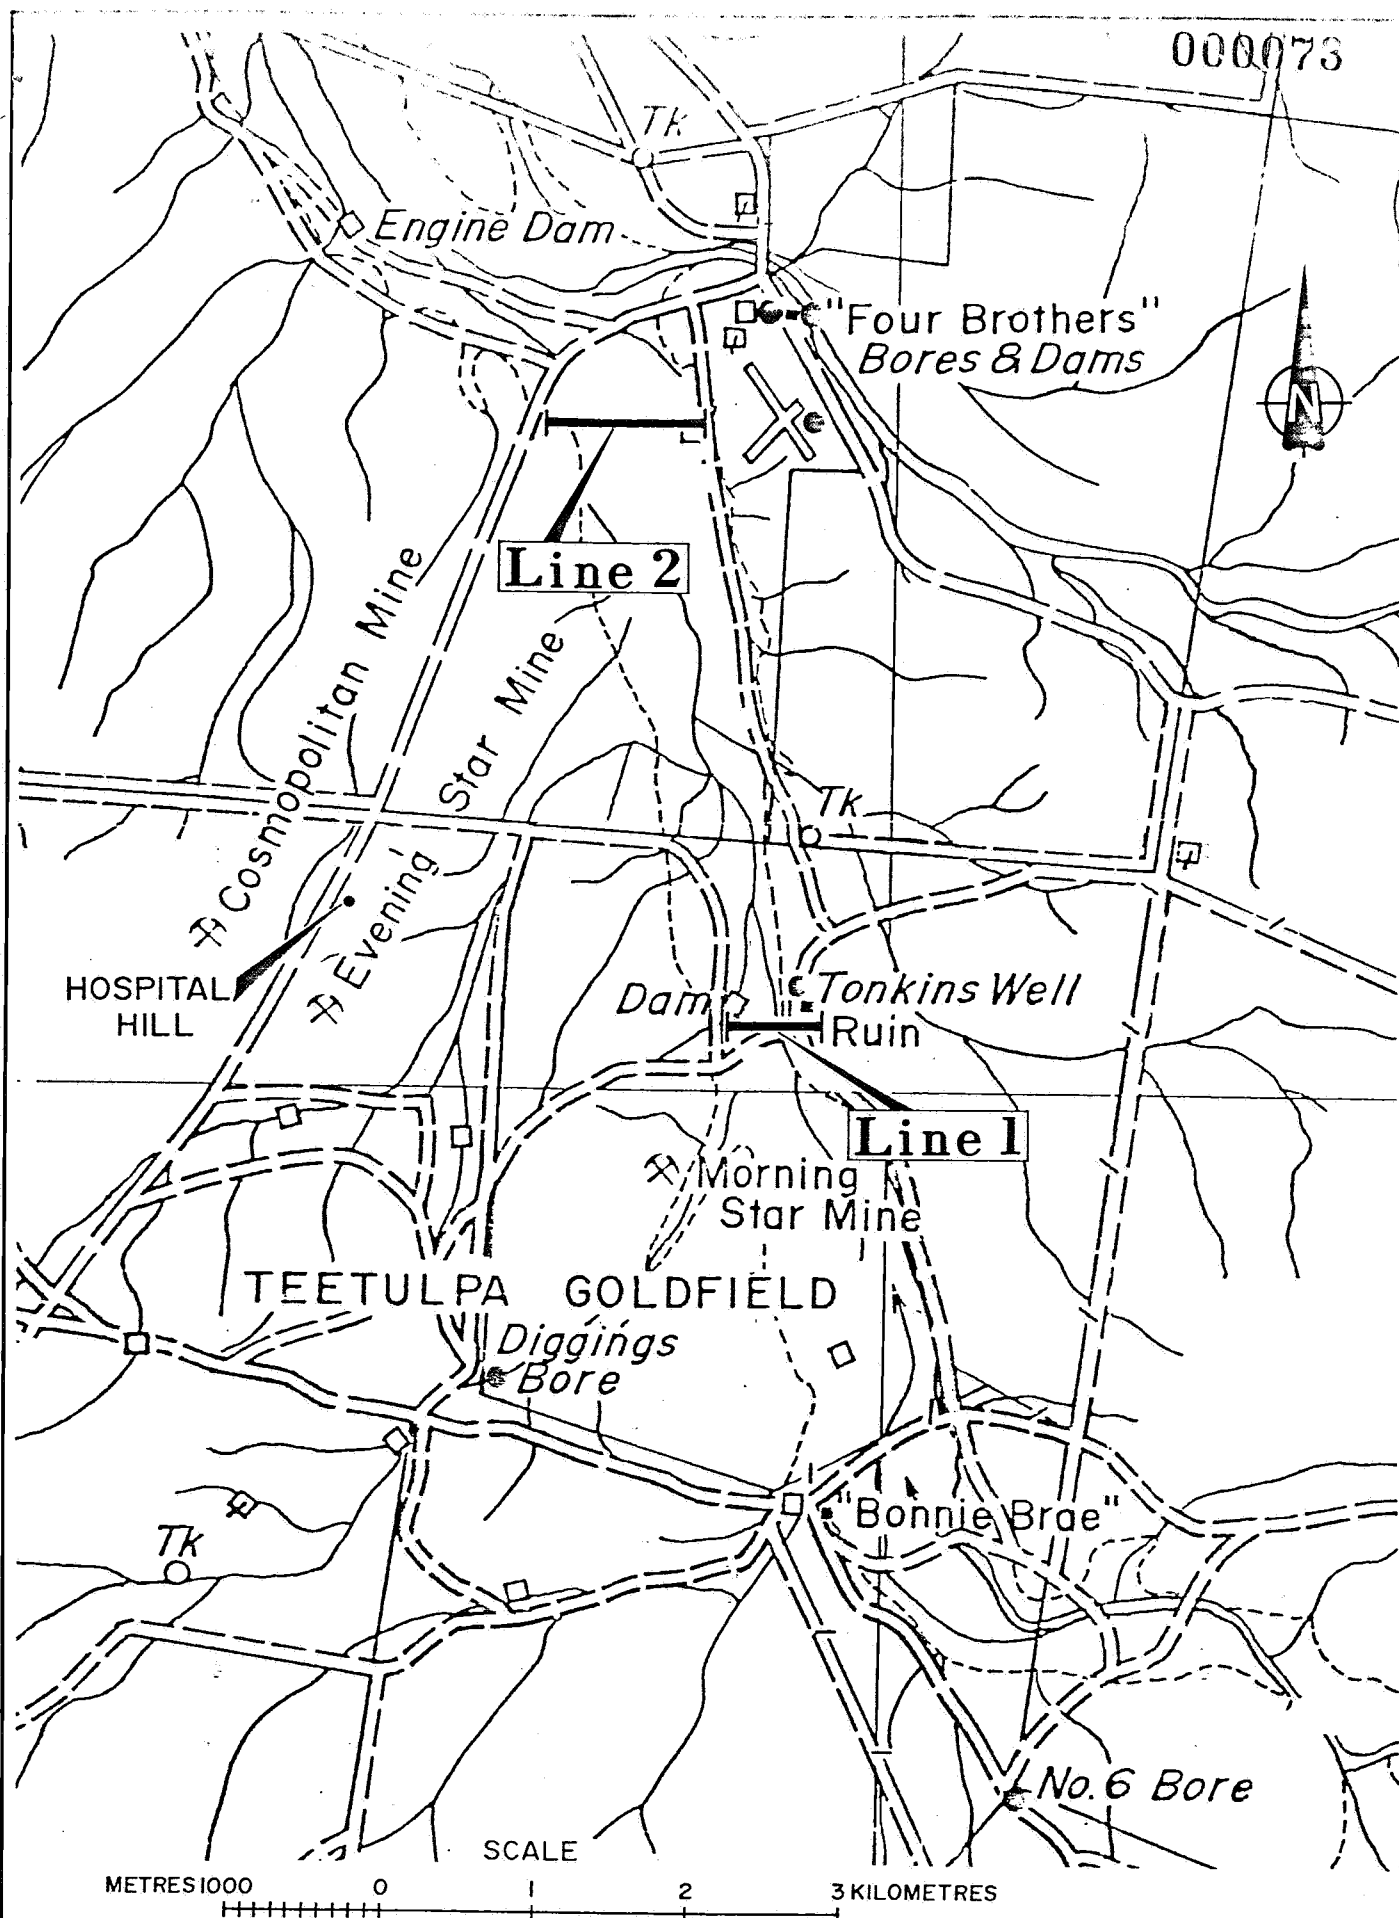 000073
Tk
Engine Dam
"Four Brothers"
Bores & Dams
N
Line 2
Cosmopolitan Mine
Evening Star Mine
Tk
HOSPITAL
HILL
Dam
Tonkins Well
Ruin
Line 1
Morning
Star Mine
TEETULPA GOLDFIELD
Diggings
Bore
"Bonnie Brae"
Tk
No. 6 Bore
SCALE
METRES 1000 0 1 2 3 KILOMETRES